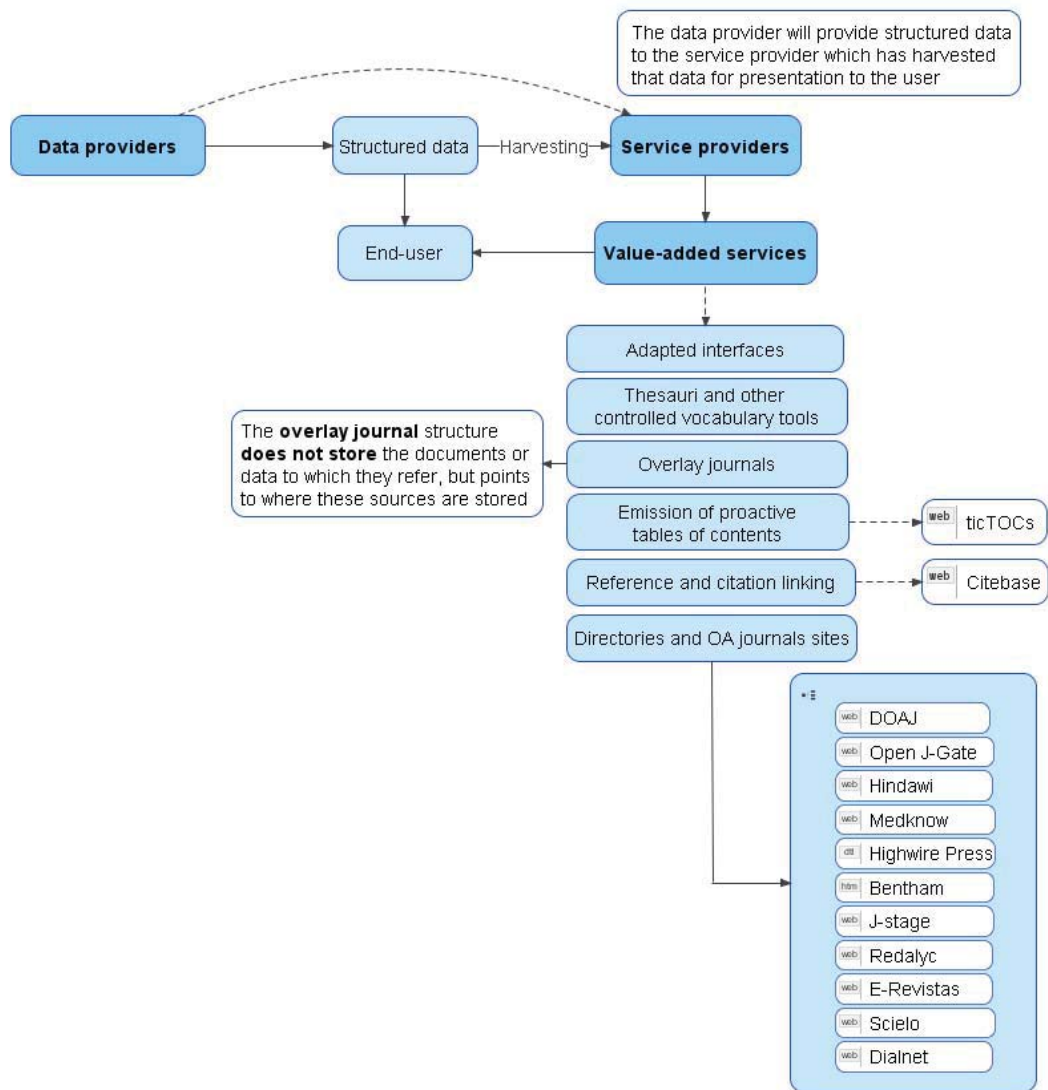 The data provider will provide structured data
to the service provider which has harvested
that data for presentation to the user
Data providers
Structured data
Harvesting
Service providers
End-user
Value-added services
Adapted interfaces
Thesauri and other
controlled vocabulary tools
The overlay journal structure
does not store the documents or
data to which they refer, but points
to where these sources are stored
Overlay journals
Emission of proactive
tables of contents
web ticTOCs
Reference and citation linking
web Citebase
Directories and OA journals sites
web DOAJ
web Open J-Gate
web Hindawi
web Medknow
dtl Highwire Press
htm Bentham
web J-stage
web Redalyc
web E-Revistas
web Scielo
web Dialnet